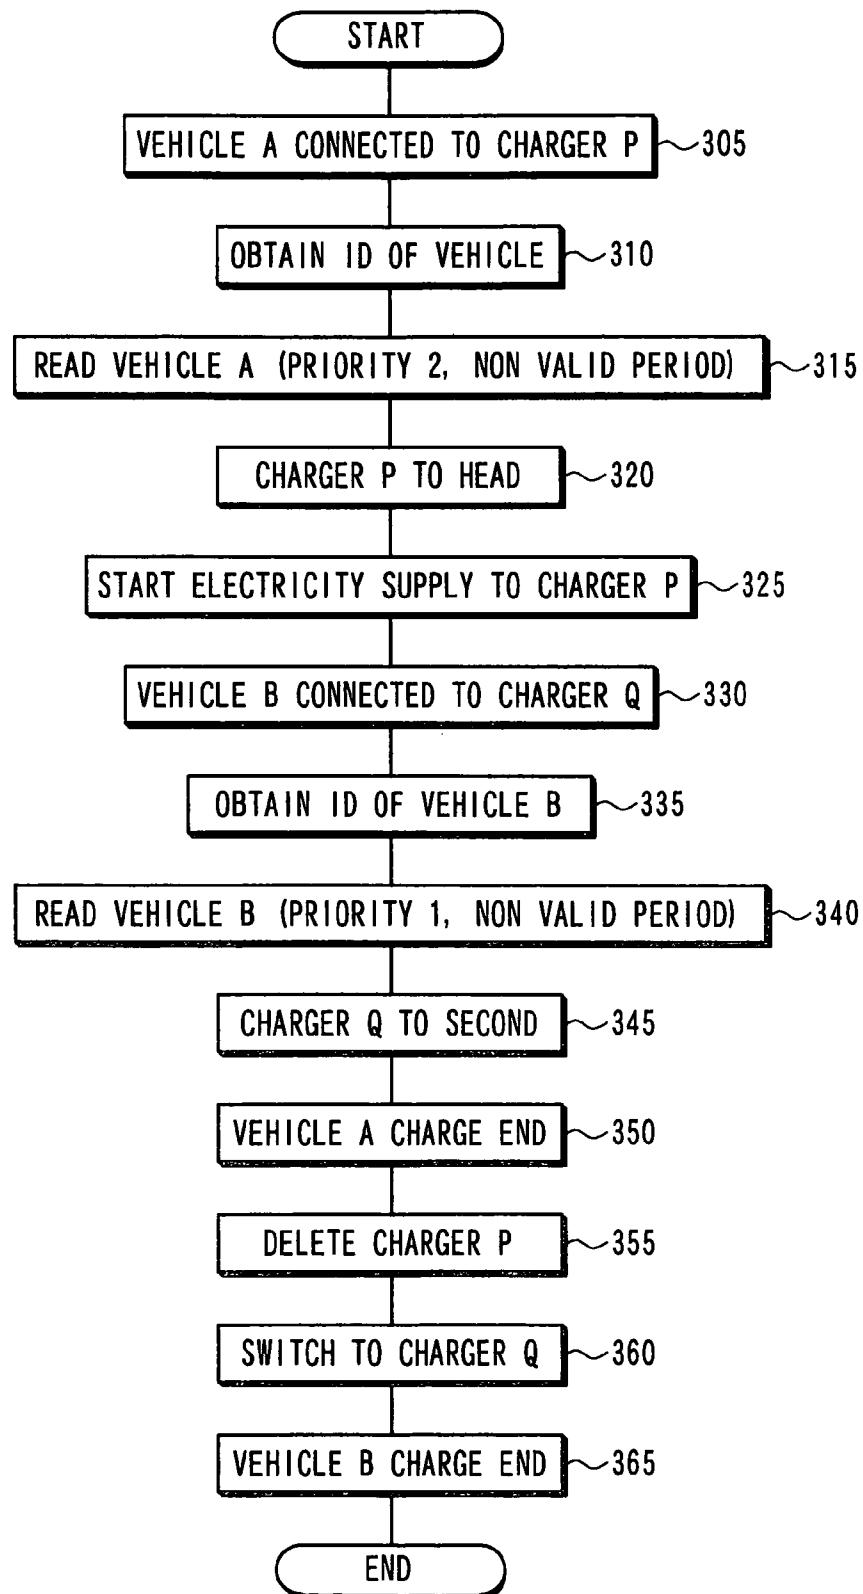 START
VEHICLE A CONNECTED TO CHARGER P 305
OBTAIN ID OF VEHICLE 310
READ VEHICLE A (PRIORITY 2, NON VALID PERIOD) 315
CHARGER P TO HEAD 320
START ELECTRICITY SUPPLY TO CHARGER P 325
VEHICLE B CONNECTED TO CHARGER Q 330
OBTAIN ID OF VEHICLE B 335
READ VEHICLE B (PRIORITY 1, NON VALID PERIOD) 340
CHARGER Q TO SECOND 345
VEHICLE A CHARGE END 350
DELETE CHARGER P 355
SWITCH TO CHARGER Q 360
VEHICLE B CHARGE END 365
END